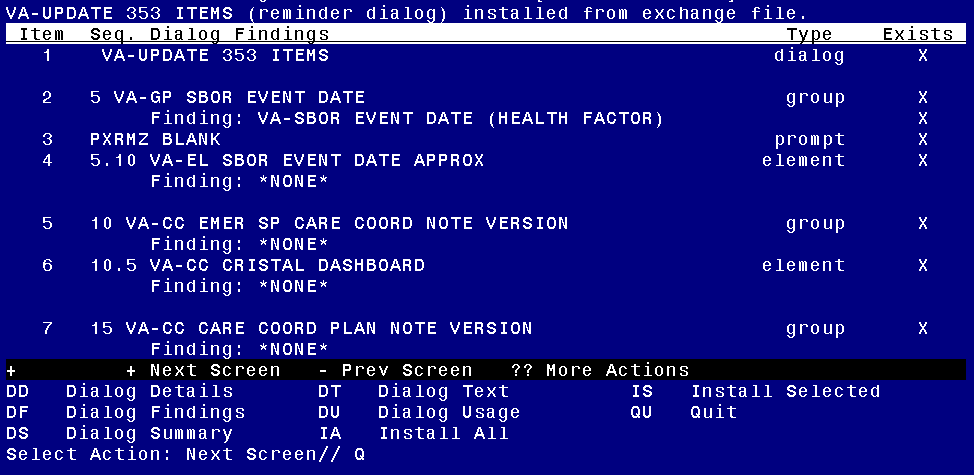 VA-UPDATE 353 ITEMS (reminder dialog) installed from exchange file.
Item Seq. Dialog Findings Type Exists
1 VA-UPDATE 353 ITEMS dialog X
2 5 VA-GP SBOR EVENT DATE group X
Finding: VA-SBOR EVENT DATE (HEALTH FACTOR) X
3 PXRMZ BLANK prompt X
4 5.10 VA-EL SBOR EVENT DATE APPROX element X
Finding: *NONE*
5 10 VA-CC EMER SP CARE COORD NOTE VERSION group X
Finding: *NONE*
6 10.5 VA-CC CRISTAL DASHBOARD element X
Finding: *NONE*
7 15 VA-CC CARE COORD PLAN NOTE VERSION group X
Finding: *NONE*
+ + Next Screen - Prev Screen ?? More Actions
DD Dialog Details DT Dialog Text IS Install Selected
DF Dialog Findings DU Dialog Usage QU Quit
DS Dialog Summary IA Install All
Select Action: Next Screen// Q